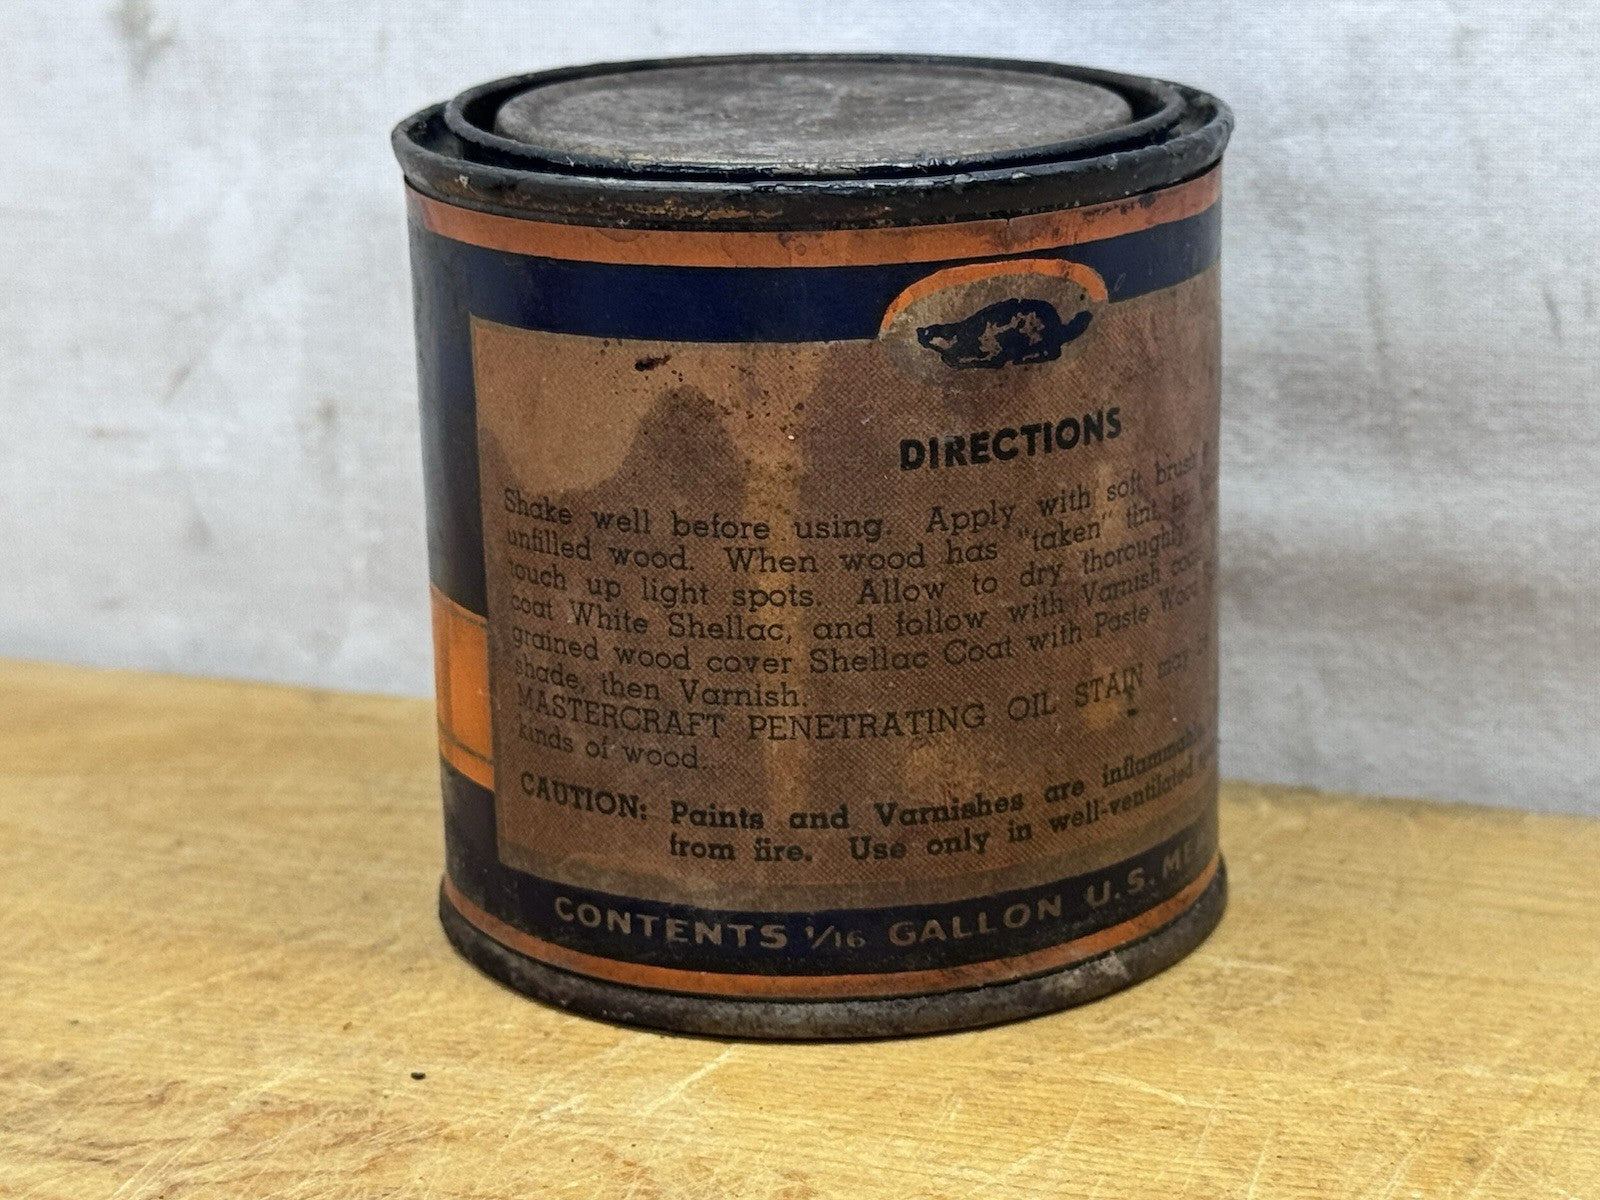 DIRECTIONS
Shake well before using. Apply with soft brush
unfilled wood. When wood has "taken" tint,
touch up light spots. Allow to dry thoroughly,
coat White Shellac, and follow with Varnish
grained wood cover Shellac Coat with Paste Wood
shade, then Varnish.
MASTERCRAFT PENETRATING OIL STAIN may
kinds of wood.
CAUTION: Paints and Varnishes are inflammable
from fire. Use only in well-ventilated
CONTENTS 1/16 GALLON U.S.